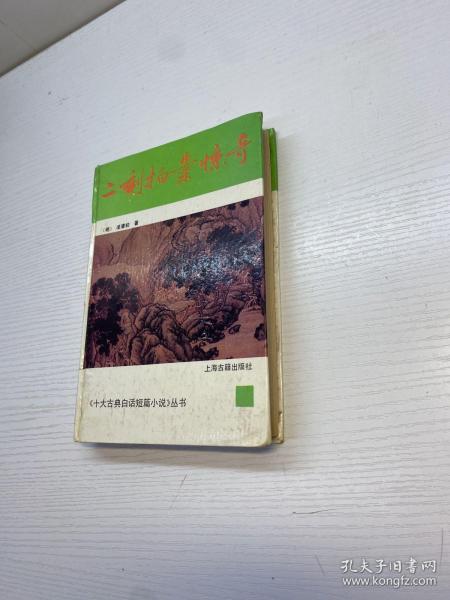 二刻拍案惊奇
〔明〕 凌濛初 著
上海古籍出版社
《十大古典白话短篇小说》丛书
孔夫子旧书网
www.kongfz.com